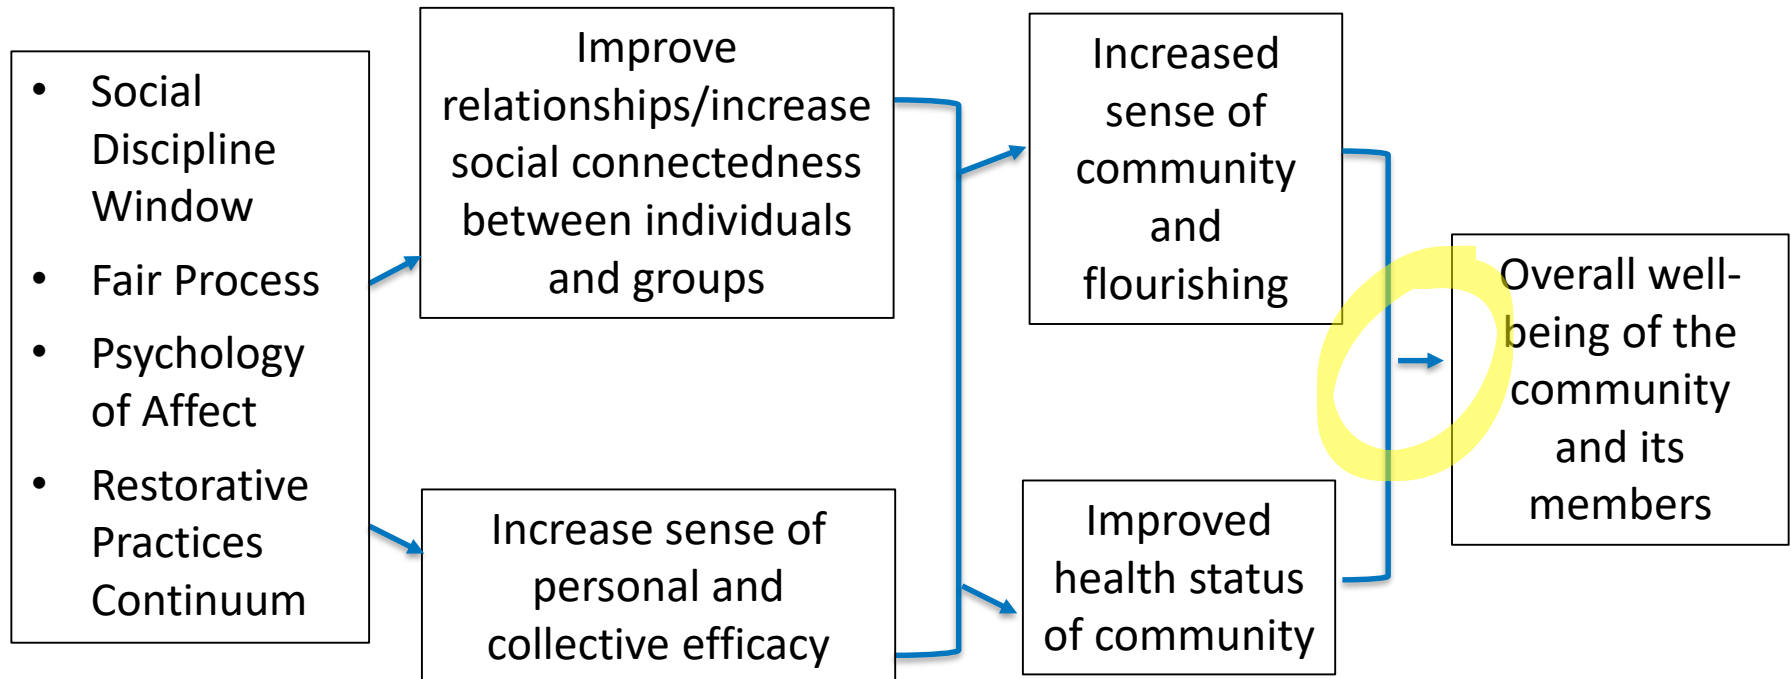 • Social
Discipline
Window
• Fair Process
• Psychology
of Affect
• Restorative
Practices
Continuum
Improve
relationships/increase
social connectedness
between individuals
and groups
Increase sense of
personal and
collective efficacy
Increased
sense of
community
and
flourishing
Improved
health status
of community
Overall well-
being of the
community
and its
members